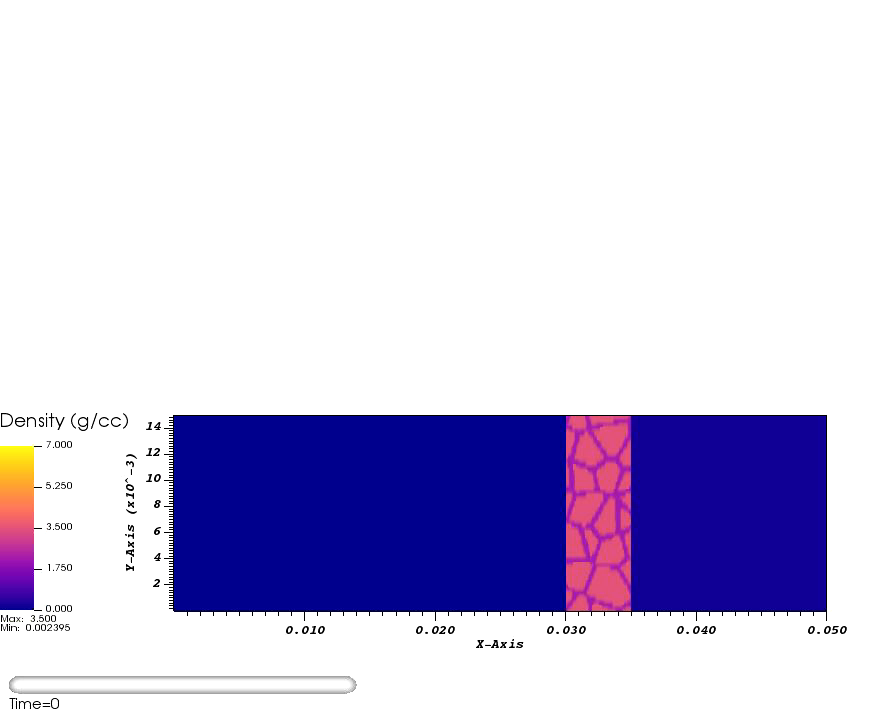 Density (g/cc)
7.000
5.250
3.500
1.750
0.000
Max: 3.500
Min: 0.002395
14
12
10
8
6
4
2
Y-Axis (x10^-3)
0.010 0.020 0.030 0.040 0.050
X-Axis
Time=0